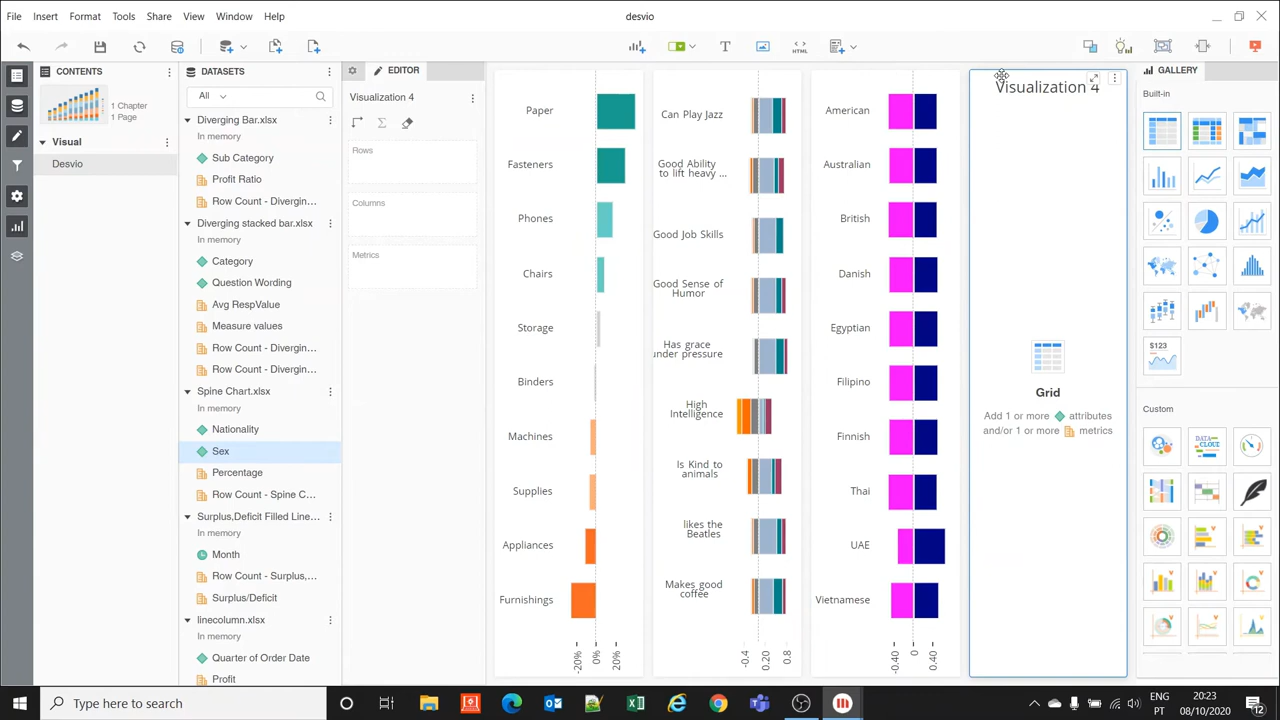 File Insert Format Tools Share View Window Help
desvio
CONTENTS
1 Chapter
1 Page
Visual
Desvio
DATASETS
All
Diverging Bar.xlsx
In memory
Sub Category
Profit Ratio
Row Count - Divergin...
Diverging stacked bar.xlsx
In memory
Category
Question Wording
Avg RespValue
Measure values
Row Count - Divergin...
Row Count - Divergin...
Spine Chart.xlsx
In memory
Nationality
Sex
Percentage
Row Count - Spine C...
Surplus,Deficit Filled Line...
In memory
Month
Row Count - Surplus,...
Surplus/Deficit
linecolumn.xlsx
In memory
Quarter of Order Date
Profit
EDITOR
Visualization 4
Rows
Columns
Metrics
Paper
Fasteners
Phones
Chairs
Storage
Binders
Machines
Supplies
Appliances
Furnishings
-20% 0% 20%
Can Play Jazz
Good Ability
to lift heavy ...
Good Job Skills
Good Sense of
Humor
Has grace
under pressure
High
Intelligence
Is Kind to
animals
likes the
Beatles
Makes good
coffee
-0.4 0.20 0.8
American
Australian
British
Danish
Egyptian
Filipino
Finnish
Thai
UAE
Vietnamese
-0.40 0 0.40
HTML
Visualization 4
Grid
Add 1 or more attributes
and/or 1 or more metrics
GALLERY
Built-in
$123
Custom
DATA
CLOUD
Type here to search
ENG
PT
20:23
08/10/2020